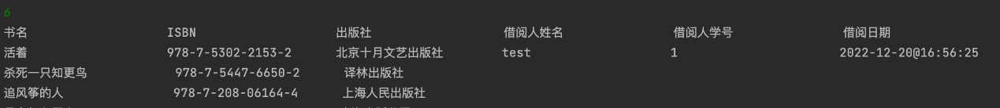 6
书名 ISBN 出版社 借阅人姓名 借阅人学号 借阅日期
活着 978-7-5302-2153-2 北京十月文艺出版社 test 1 2022-12-20@16:56:25
杀死一只知更鸟 978-7-5447-6650-2 译林出版社
追风筝的人 978-7-208-06164-4 上海人民出版社